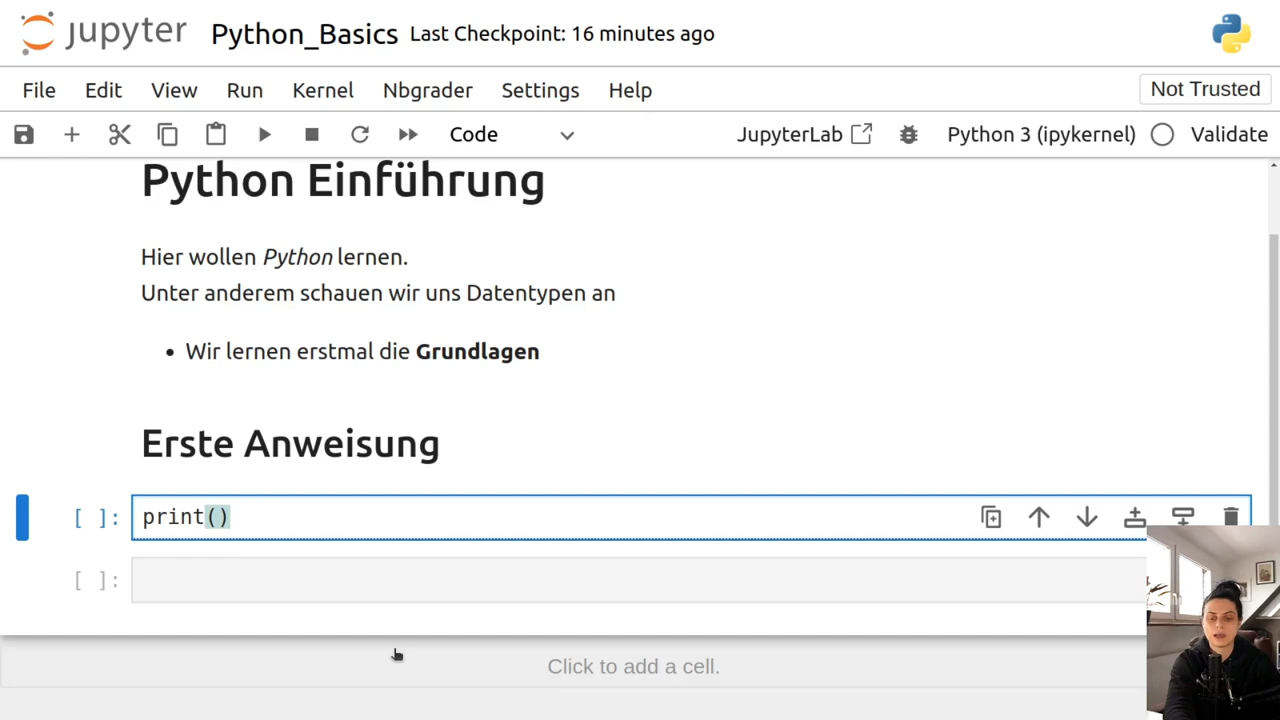 jupyter Python_Basics Last Checkpoint: 16 minutes ago
File Edit View Run Kernel Nbgrader Settings Help Not Trusted
Code JupyterLab Python 3 (ipykernel) Validate
Python Einführung
Hier wollen Python lernen.
Unter anderem schauen wir uns Datentypen an
• Wir lernen erstmal die Grundlagen
Erste Anweisung
[ ]: print()
[ ]:
Click to add a cell.